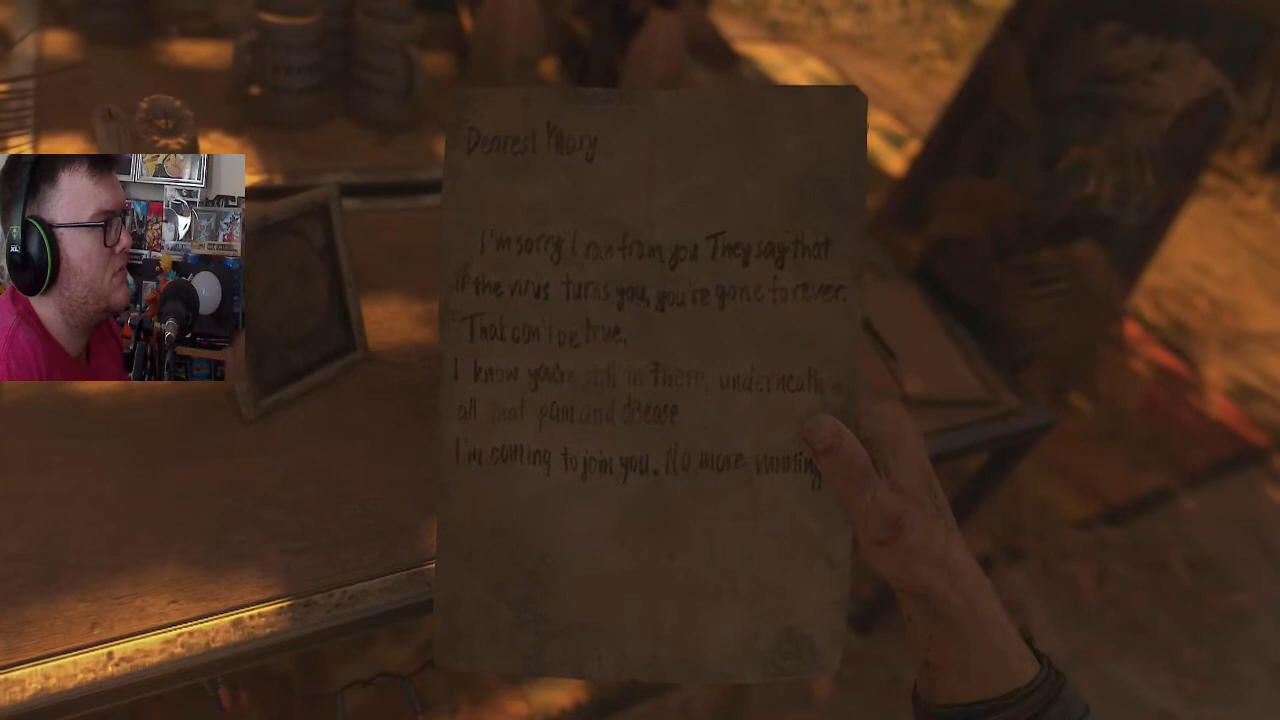 Dearest Mary
I'm sorry I ran from you They say that
if the virus turns you, you're gone forever.
That can't be true.
I know you're still in there, underneath
all that pain and disease
I'm coming to join you. No more running
XL